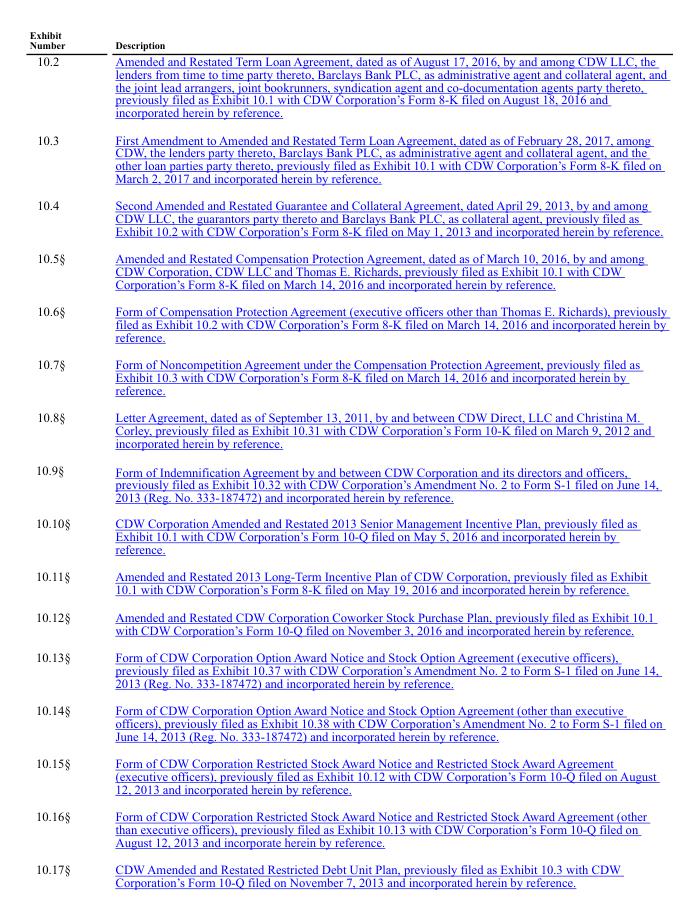 Exhibit
Number Description
10.2 Amended and Restated Term Loan Agreement, dated as of August 17, 2016, by and among CDW LLC, the
lenders from time to time party thereto, Barclays Bank PLC, as administrative agent and collateral agent, and
the joint lead arrangers, joint bookrunners, syndication agent and co-documentation agents party thereto,
previously filed as Exhibit 10.1 with CDW Corporation's Form 8-K filed on August 18, 2016 and
incorporated herein by reference.
10.3 First Amendment to Amended and Restated Term Loan Agreement, dated as of February 28, 2017, among
CDW, the lenders party thereto, Barclays Bank PLC, as administrative agent and collateral agent, and the
other loan parties party thereto, previously filed as Exhibit 10.1 with CDW Corporation's Form 8-K filed on
March 2, 2017 and incorporated herein by reference.
10.4 Second Amended and Restated Guarantee and Collateral Agreement, dated April 29, 2013, by and among
CDW LLC, the guarantors party thereto and Barclays Bank PLC, as collateral agent, previously filed as
Exhibit 10.2 with CDW Corporation's Form 8-K filed on May 1, 2013 and incorporated herein by reference.
10.5§ Amended and Restated Compensation Protection Agreement, dated as of March 10, 2016, by and among
CDW Corporation, CDW LLC and Thomas E. Richards, previously filed as Exhibit 10.1 with CDW
Corporation's Form 8-K filed on March 14, 2016 and incorporated herein by reference.
10.6§ Form of Compensation Protection Agreement (executive officers other than Thomas E. Richards), previously
filed as Exhibit 10.2 with CDW Corporation's Form 8-K filed on March 14, 2016 and incorporated herein by
reference.
10.7§ Form of Noncompetition Agreement under the Compensation Protection Agreement, previously filed as
Exhibit 10.3 with CDW Corporation's Form 8-K filed on March 14, 2016 and incorporated herein by
reference.
10.8§ Letter Agreement, dated as of September 13, 2011, by and between CDW Direct, LLC and Christina M.
Corley, previously filed as Exhibit 10.31 with CDW Corporation's Form 10-K filed on March 9, 2012 and
incorporated herein by reference.
10.9§ Form of Indemnification Agreement by and between CDW Corporation and its directors and officers,
previously filed as Exhibit 10.32 with CDW Corporation's Amendment No. 2 to Form S-1 filed on June 14,
2013 (Reg. No. 333-187472) and incorporated herein by reference.
10.10§ CDW Corporation Amended and Restated 2013 Senior Management Incentive Plan, previously filed as
Exhibit 10.1 with CDW Corporation's Form 10-Q filed on May 5, 2016 and incorporated herein by
reference.
10.11§ Amended and Restated 2013 Long-Term Incentive Plan of CDW Corporation, previously filed as Exhibit
10.1 with CDW Corporation's Form 8-K filed on May 19, 2016 and incorporated herein by reference.
10.12§ Amended and Restated CDW Corporation Coworker Stock Purchase Plan, previously filed as Exhibit 10.1
with CDW Corporation's Form 10-Q filed on November 3, 2016 and incorporated herein by reference.
10.13§ Form of CDW Corporation Option Award Notice and Stock Option Agreement (executive officers),
previously filed as Exhibit 10.37 with CDW Corporation's Amendment No. 2 to Form S-1 filed on June 14,
2013 (Reg. No. 333-187472) and incorporated herein by reference.
10.14§ Form of CDW Corporation Option Award Notice and Stock Option Agreement (other than executive
officers), previously filed as Exhibit 10.38 with CDW Corporation's Amendment No. 2 to Form S-1 filed on
June 14, 2013 (Reg. No. 333-187472) and incorporated herein by reference.
10.15§ Form of CDW Corporation Restricted Stock Award Notice and Restricted Stock Award Agreement
(executive officers), previously filed as Exhibit 10.12 with CDW Corporation's Form 10-Q filed on August
12, 2013 and incorporated herein by reference.
10.16§ Form of CDW Corporation Restricted Stock Award Notice and Restricted Stock Award Agreement (other
than executive officers), previously filed as Exhibit 10.13 with CDW Corporation's Form 10-Q filed on
August 12, 2013 and incorporate herein by reference.
10.17§ CDW Amended and Restated Restricted Debt Unit Plan, previously filed as Exhibit 10.3 with CDW
Corporation's Form 10-Q filed on November 7, 2013 and incorporated herein by reference.